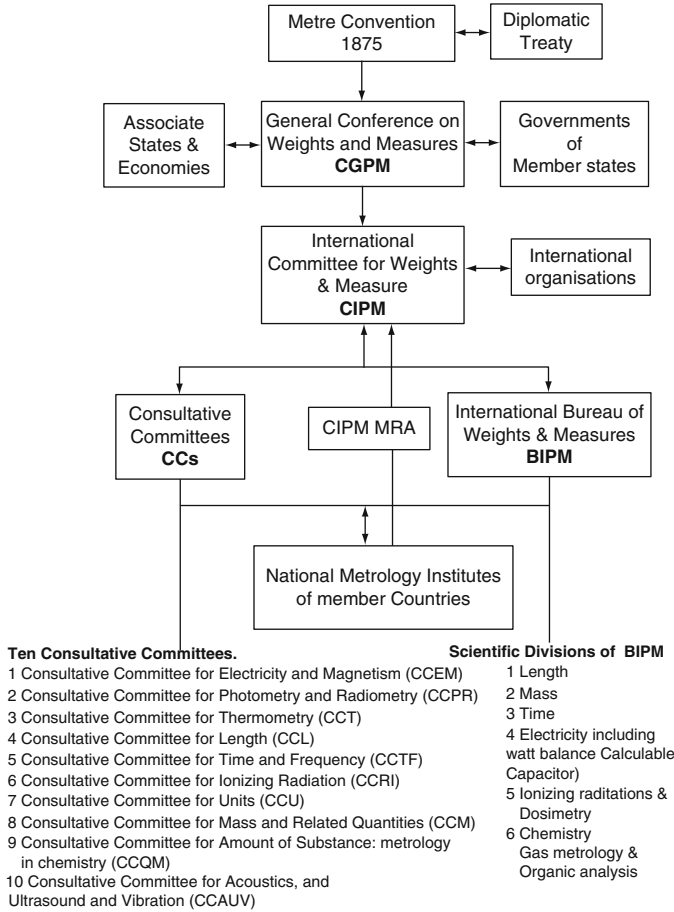 Metre Convention
1875
Diplomatic
Treaty
Associate
States &
Economies
General Conference on
Weights and Measures
CGPM
Governments
of
Member states
International
Committee for Weights
& Measure
CIPM
International
organisations
Consultative
Committees
CCs
CIPM MRA
International Bureau of
Weights & Measures
BIPM
National Metrology Institutes
of member Countries
Ten Consultative Committees.
1 Consultative Committee for Electricity and Magnetism (CCEM)
2 Consultative Committee for Photometry and Radiometry (CCPR)
3 Consultative Committee for Thermometry (CCT)
4 Consultative Committee for Length (CCL)
5 Consultative Committee for Time and Frequency (CCTF)
6 Consultative Committee for Ionizing Radiation (CCRI)
7 Consultative Committee for Units (CCU)
8 Consultative Committee for Mass and Related Quantities (CCM)
9 Consultative Committee for Amount of Substance: metrology
in chemistry (CCQM)
10 Consultative Committee for Acoustics, and
Ultrasound and Vibration (CCAUV)
Scientific Divisions of BIPM
1 Length
2 Mass
3 Time
4 Electricity including
watt balance Calculable
Capacitor)
5 Ionizing raditations &
Dosimetry
6 Chemistry
Gas metrology &
Organic analysis